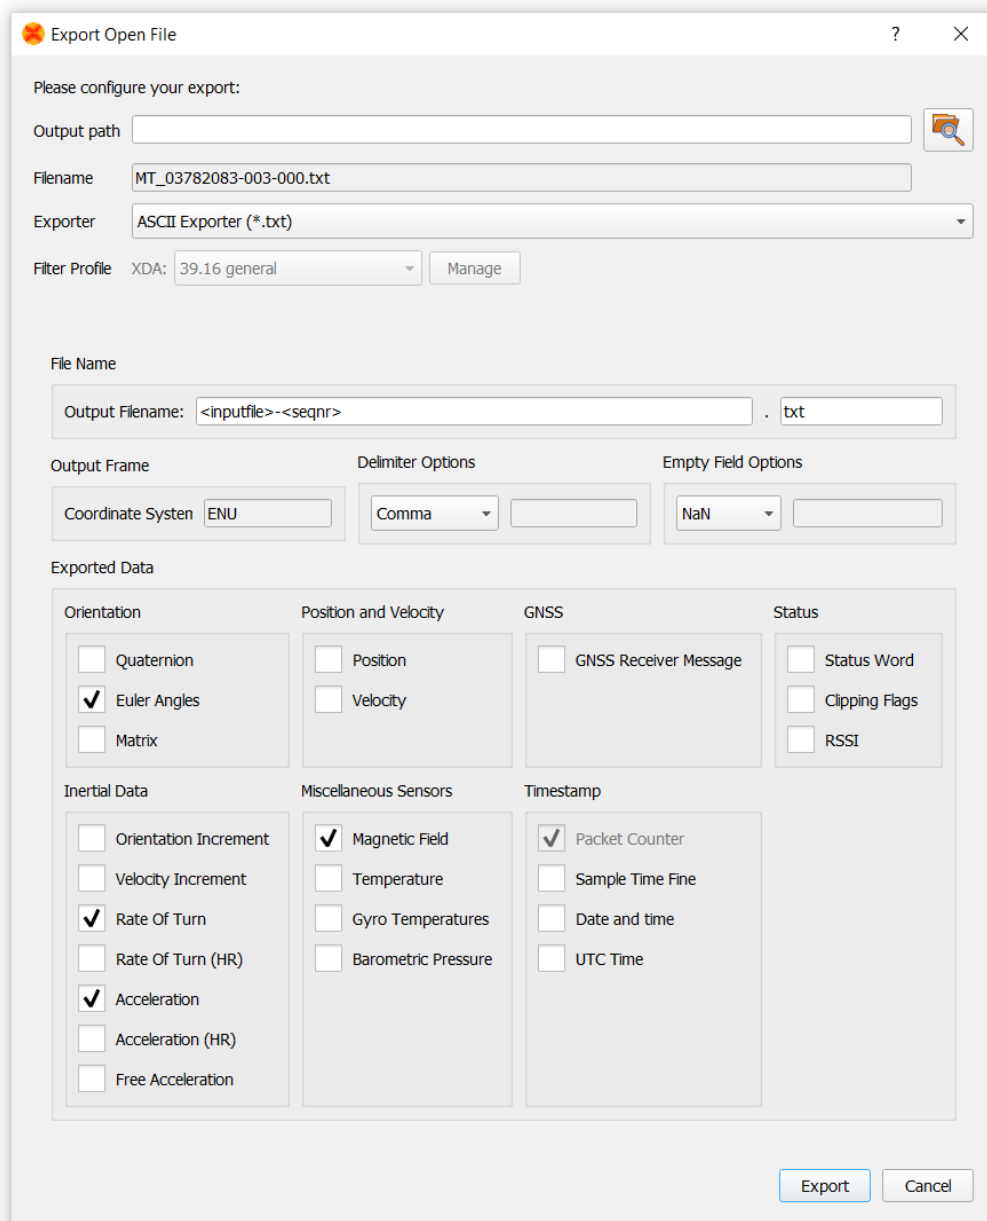 Export Open File
?
Please configure your export:
Output path
Filename MT_03782083-003-000.txt
Exporter ASCII Exporter (*.txt)
Filter Profile XDA: 39.16 general Manage
File Name
Output Filename: <inputfile>-<seqnr> . txt
Output Frame Delimiter Options Empty Field Options
Coordinate Systen ENU Comma NaN
Exported Data
Orientation Position and Velocity GNSS Status
Quaternion Position GNSS Receiver Message Status Word
Euler Angles Velocity Clipping Flags
Matrix RSSI
Inertial Data Miscellaneous Sensors Timestamp
Orientation Increment Magnetic Field Packet Counter
Velocity Increment Temperature Sample Time Fine
Rate Of Turn Gyro Temperatures Date and time
Rate Of Turn (HR) Barometric Pressure UTC Time
Acceleration
Acceleration (HR)
Free Acceleration
Export Cancel